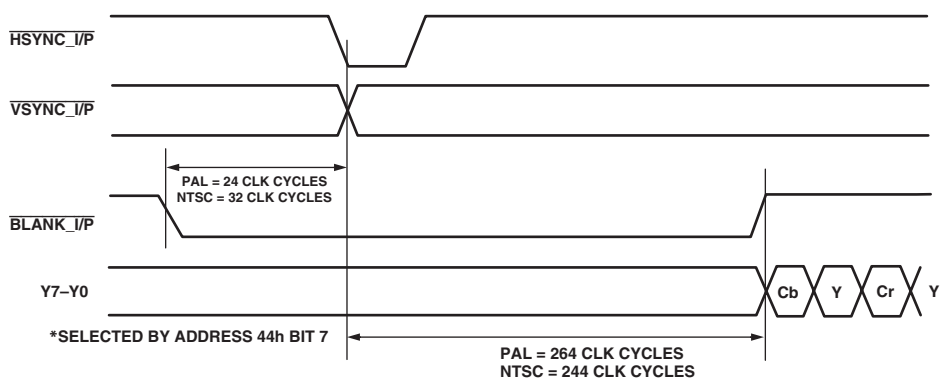 HSYNC_I/P
VSYNC_I/P
PAL = 24 CLK CYCLES
NTSC = 32 CLK CYCLES
BLANK_I/P
Y7–Y0
Cb Y Cr Y
*SELECTED BY ADDRESS 44h BIT 7
PAL = 264 CLK CYCLES
NTSC = 244 CLK CYCLES